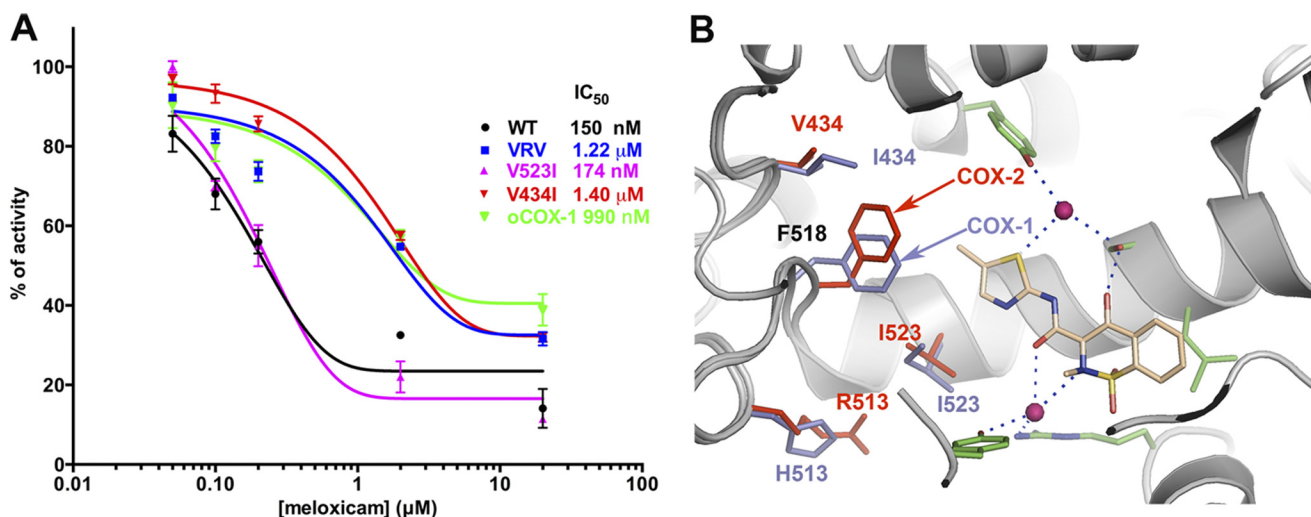 A
B
% of activity
100
80
60
40
20
0
0.01
0.10
1
10
100
[meloxicam] (µM)
IC50
WT 150 nM
VRV 1.22 µM
V523I 174 nM
V434I 1.40 µM
oCOX-1 990 nM
V434
I434
COX-2
F518
COX-1
I523
I523
R513
H513